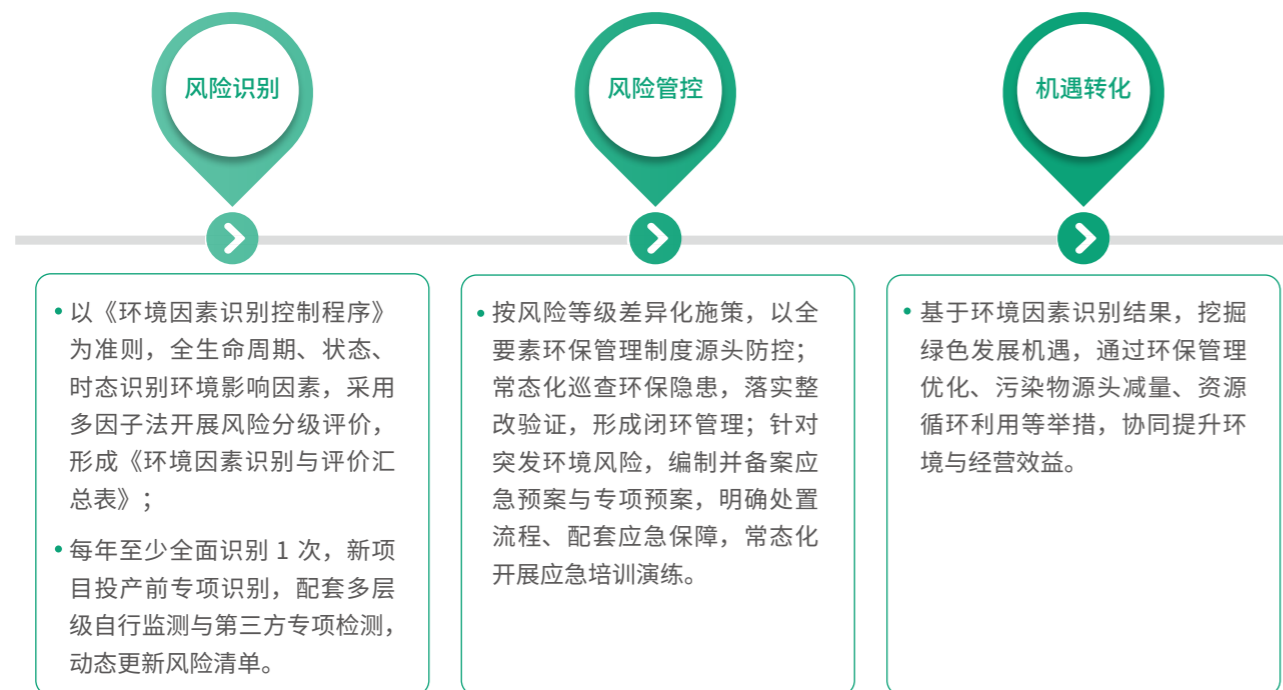 风险识别
风险管控
机遇转化
• 以《环境因素识别控制程序》
为准则，全生命周期、状态、
时态识别环境影响因素，采用
多因子法开展风险分级评价，
形成《环境因素识别与评价汇
总表》；
• 每年至少全面识别 1 次，新项
目投产前专项识别，配套多层
级自行监测与第三方专项检测，
动态更新风险清单。
• 按风险等级差异化施策，以全
要素环保管理制度源头防控；
常态化巡查环保隐患，落实整
改验证，形成闭环管理；针对
突发环境风险，编制并备案应
急预案与专项预案，明确处置
流程、配套应急保障，常态化
开展应急培训演练。
• 基于环境因素识别结果，挖掘
绿色发展机遇，通过环保管理
优化、污染物源头减量、资源
循环利用等举措，协同提升环
境与经营效益。